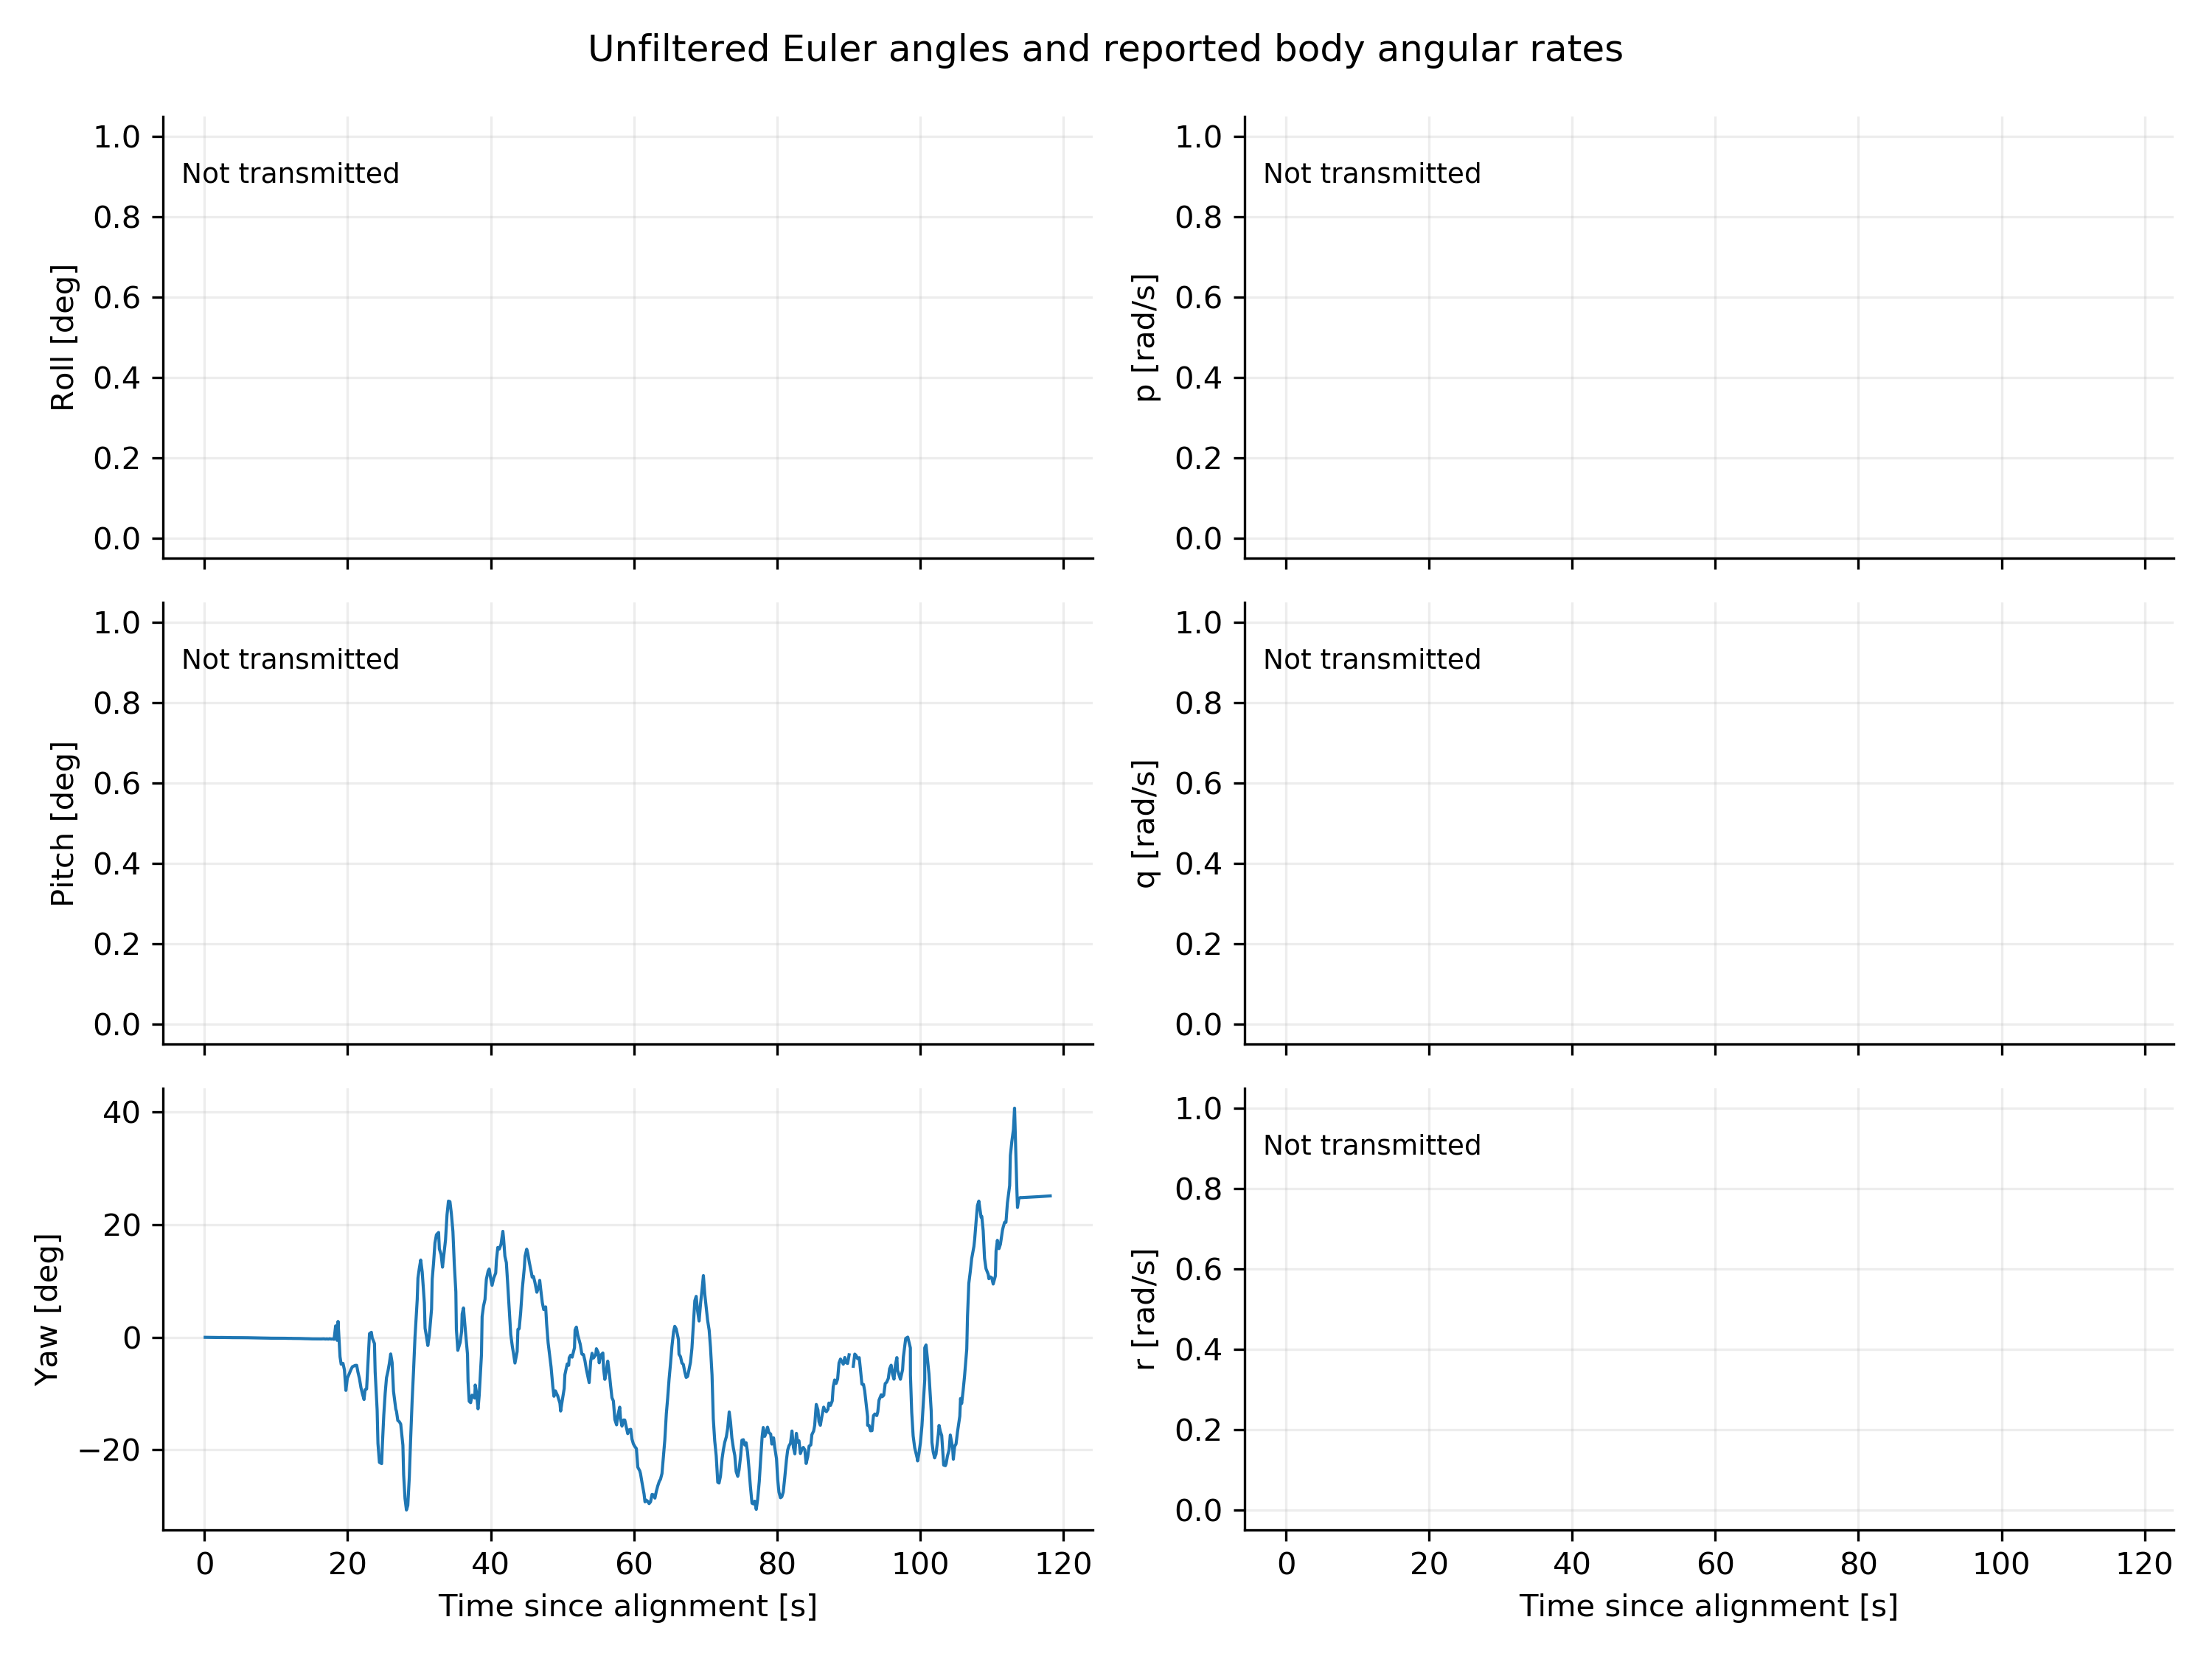 Unfiltered Euler angles and reported body angular rates
1.0
0.8
0.6
0.4
0.2
0.0
Roll [deg]
Not transmitted
1.0
0.8
0.6
0.4
0.2
0.0
p [rad/s]
Not transmitted
1.0
0.8
0.6
0.4
0.2
0.0
Pitch [deg]
Not transmitted
1.0
0.8
0.6
0.4
0.2
0.0
q [rad/s]
Not transmitted
40
20
0
−20
Yaw [deg]
0 20 40 60 80 100 120
Time since alignment [s]
1.0
0.8
0.6
0.4
0.2
0.0
r [rad/s]
Not transmitted
0 20 40 60 80 100 120
Time since alignment [s]